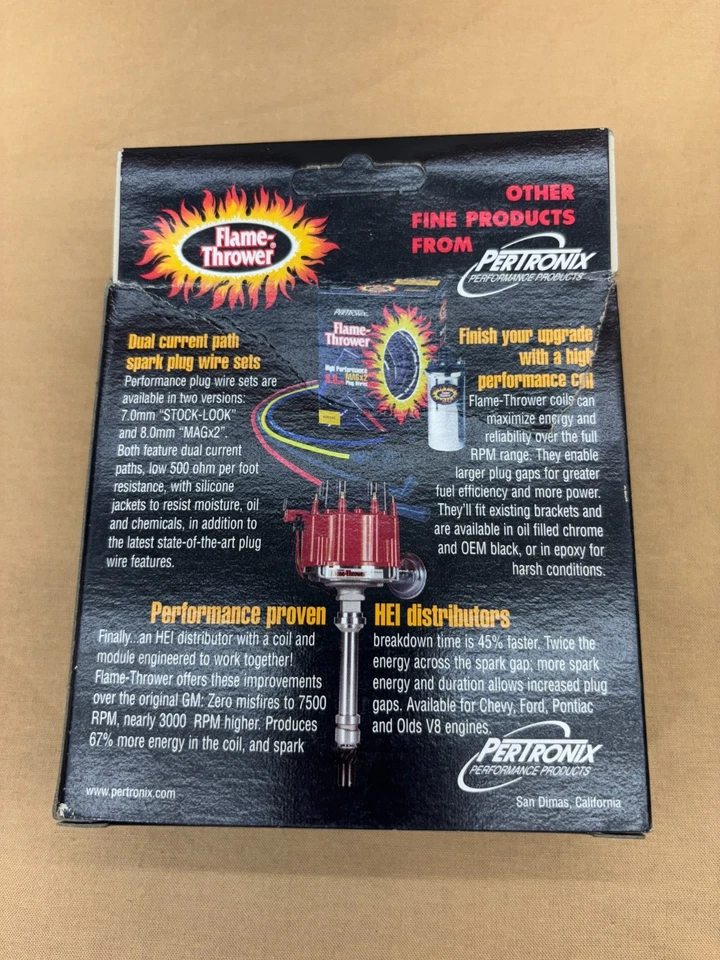 OTHER
FINE PRODUCTS
FROM
PERTRONIX
PERFORMANCE PRODUCTS
Flame-
Thrower®
PERTRONIX
Flame-
Thrower
High Performance
8.0mm MAGx2
Plug Wires
Dual current path
spark plug wire sets
Performance plug wire sets are
available in two versions:
7.0mm "STOCK-LOOK"
and 8.0mm "MAGx2".
Both feature dual current
paths, low 500 ohm per foot
resistance, with silicone
jackets to resist moisture, oil
and chemicals, in addition to
the latest state-of-the-art plug
wire features.
Finish your upgrade
with a high
performance coil
Flame-Thrower coils can
maximize energy and
reliability over the full
RPM range. They enable
larger plug gaps for greater
fuel efficiency and more power.
They'll fit existing brackets and
are available in oil filled chrome
and OEM black, or in epoxy for
harsh conditions.
Performance proven HEI distributors
Finally...an HEI distributor with a coil and
module engineered to work together!
Flame-Thrower offers these improvements
over the original GM: Zero misfires to 7500
RPM, nearly 3000 RPM higher. Produces
67% more energy in the coil, and spark
breakdown time is 45% faster. Twice the
energy across the spark gap; more spark
energy and duration allows increased plug
gaps. Available for Chevy, Ford, Pontiac
and Olds V8 engines.
PERTRONIX
PERFORMANCE PRODUCTS
www.pertronix.com
San Dimas, California